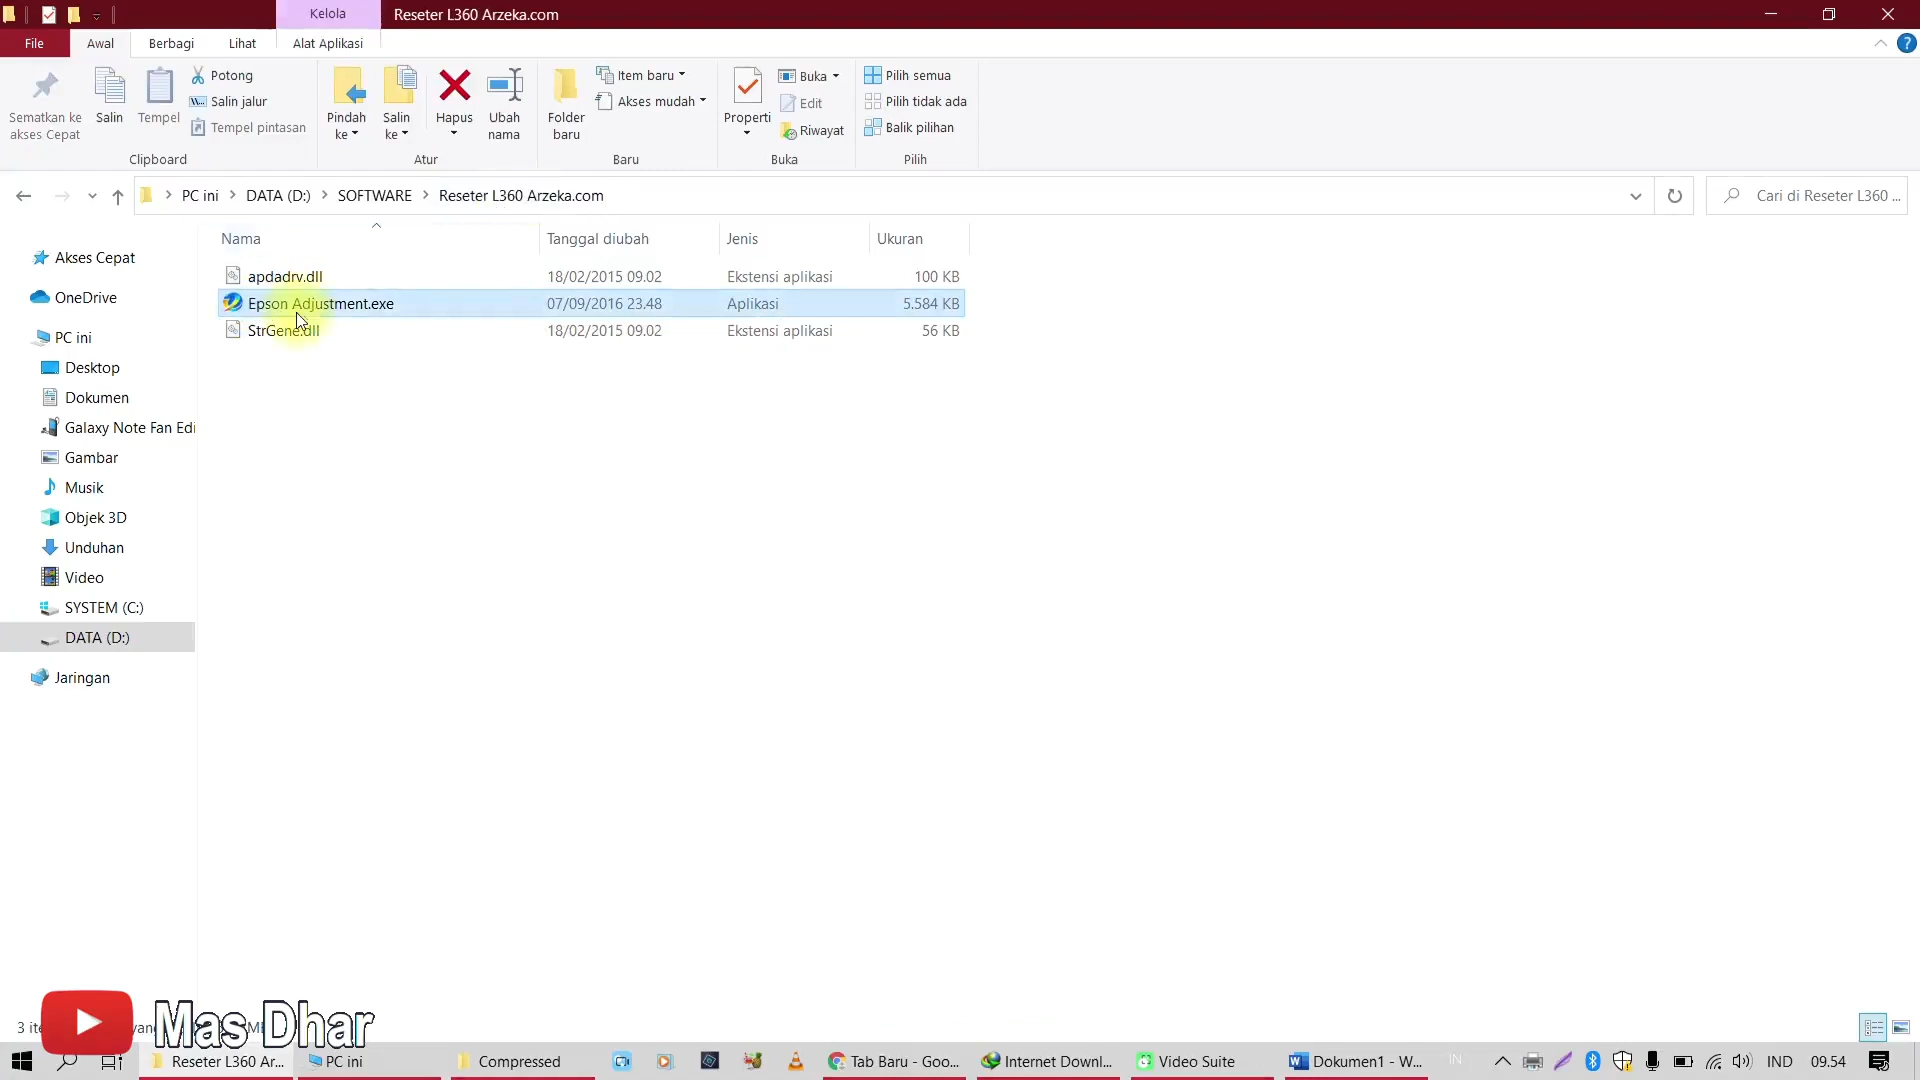 Kelola
Reseter L360 Arzeka.com
File
Awal
Berbagi
Lihat
Alat Aplikasi
Sematkan ke
akses Cepat
Salin
Tempel
Potong
Salin jalur
Tempel pintasan
Clipboard
Pindah
ke
Salin
ke
Hapus
Ubah
nama
Atur
Folder
baru
Item baru
Akses mudah
Baru
Properti
Buka
Edit
Riwayat
Buka
Pilih semua
Pilih tidak ada
Balik pilihan
Pilih
PC ini
DATA (D:)
SOFTWARE
Reseter L360 Arzeka.com
Cari di Reseter L360 ...
Nama
Tanggal diubah
Jenis
Ukuran
apdadrv.dll 18/02/2015 09.02 Ekstensi aplikasi 100 KB
Epson Adjustment.exe 07/09/2016 23.48 Aplikasi 5.584 KB
StrGene.dll 18/02/2015 09.02 Ekstensi aplikasi 56 KB
Akses Cepat
OneDrive
PC ini
Desktop
Dokumen
Galaxy Note Fan Edi
Gambar
Musik
Objek 3D
Unduhan
Video
SYSTEM (C:)
DATA (D:)
Jaringan
Mas Dhar
Reseter L360 Ar...
PC ini
Compressed
Tab Baru - Goo...
Internet Downl...
Video Suite
Dokumen1 - W...
IN
IND
09.54